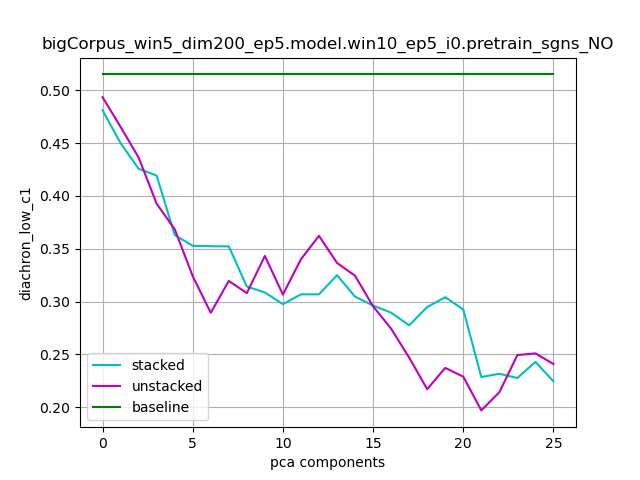 bigCorpus_win5_dim200_ep5.model.win10_ep5_i0.pretrain_sgns_NO
0.50
0.45
0.40
0.35
0.30
0.25
0.20
diachron_low_c1
stacked
unstacked
baseline
0 5 10 15 20 25
pca components